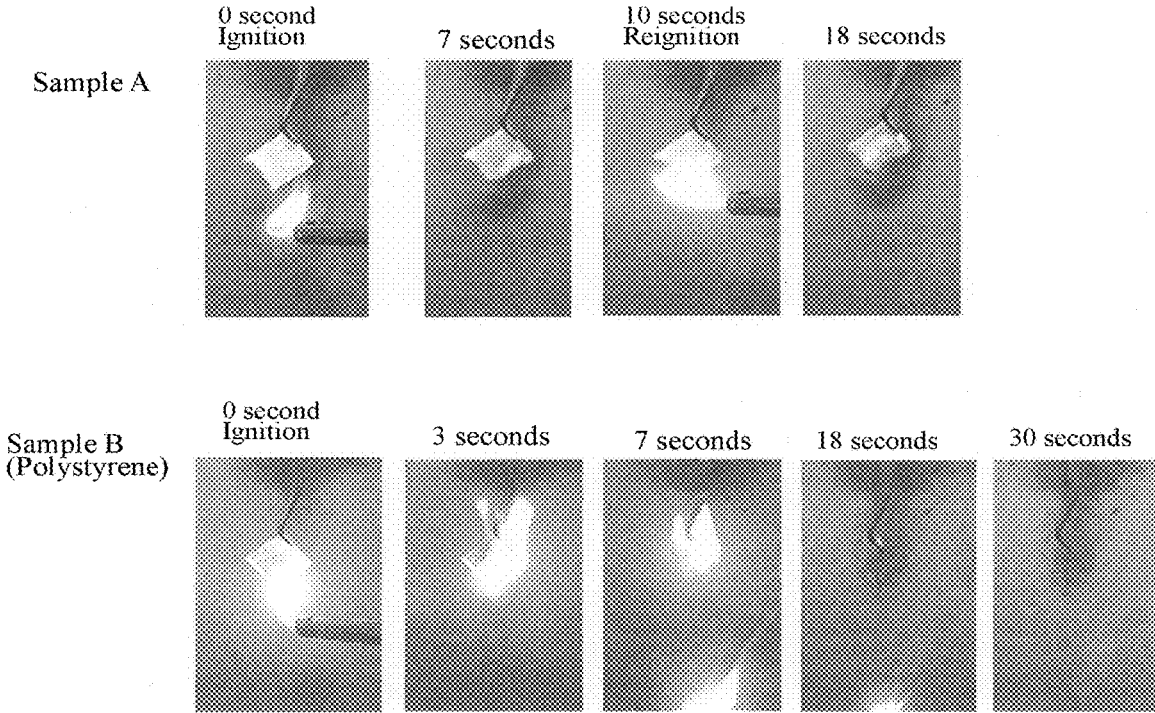 0 second
Ignition
7 seconds
10 seconds
Reignition
18 seconds
Sample A
0 second
Ignition
3 seconds
7 seconds
18 seconds
30 seconds
Sample B
(Polystyrene)